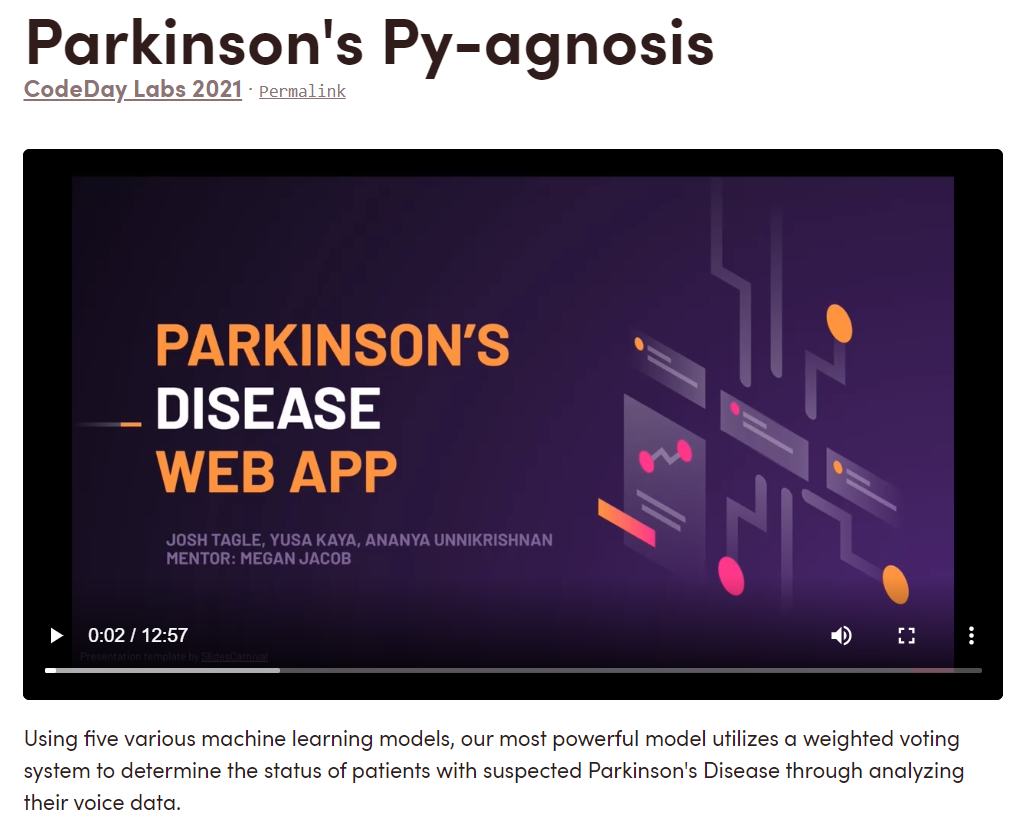 Parkinson's Py-agnosis
CodeDay Labs 2021 · Permalink
PARKINSON’S
DISEASE
WEB APP
JOSH TAGLE, YUSA KAYA, ANANYA UNNIKRISHNAN
MENTOR: MEGAN JACOB
0:02 / 12:57
Presentation template by SlidesCarnival
Using five various machine learning models, our most powerful model utilizes a weighted voting
system to determine the status of patients with suspected Parkinson's Disease through analyzing
their voice data.